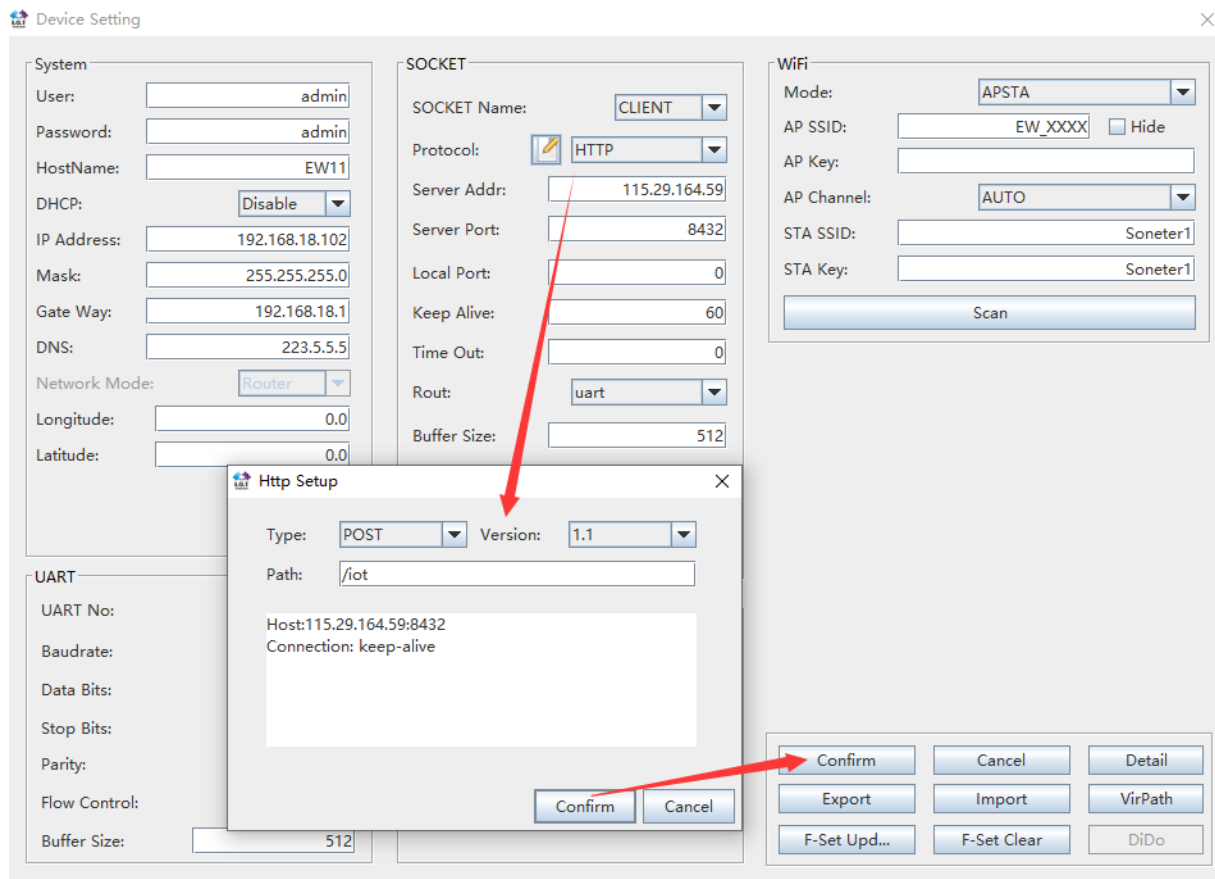 Device Setting
System
User: admin
Password: admin
HostName: EW11
DHCP: Disable
IP Address: 192.168.18.102
Mask: 255.255.255.0
Gate Way: 192.168.18.1
DNS: 223.5.5.5
Network Mode: Router
Longitude: 0.0
Latitude: 0.0
UART
UART No:
Baudrate:
Data Bits:
Stop Bits:
Parity:
Flow Control:
Buffer Size: 512
SOCKET
SOCKET Name: CLIENT
Protocol: HTTP
Server Addr: 115.29.164.59
Server Port: 8432
Local Port: 0
Keep Alive: 60
Time Out: 0
Rout: uart
Buffer Size: 512
Http Setup
Type: POST Version: 1.1
Path: /iot
Host:115.29.164.59:8432
Connection: keep-alive
Confirm Cancel
WiFi
Mode: APSTA
AP SSID: EW_XXXX Hide
AP Key:
AP Channel: AUTO
STA SSID: Soneter1
STA Key: Soneter1
Scan
Confirm Cancel Detail
Export Import VirPath
F-Set Upd... F-Set Clear DiDo